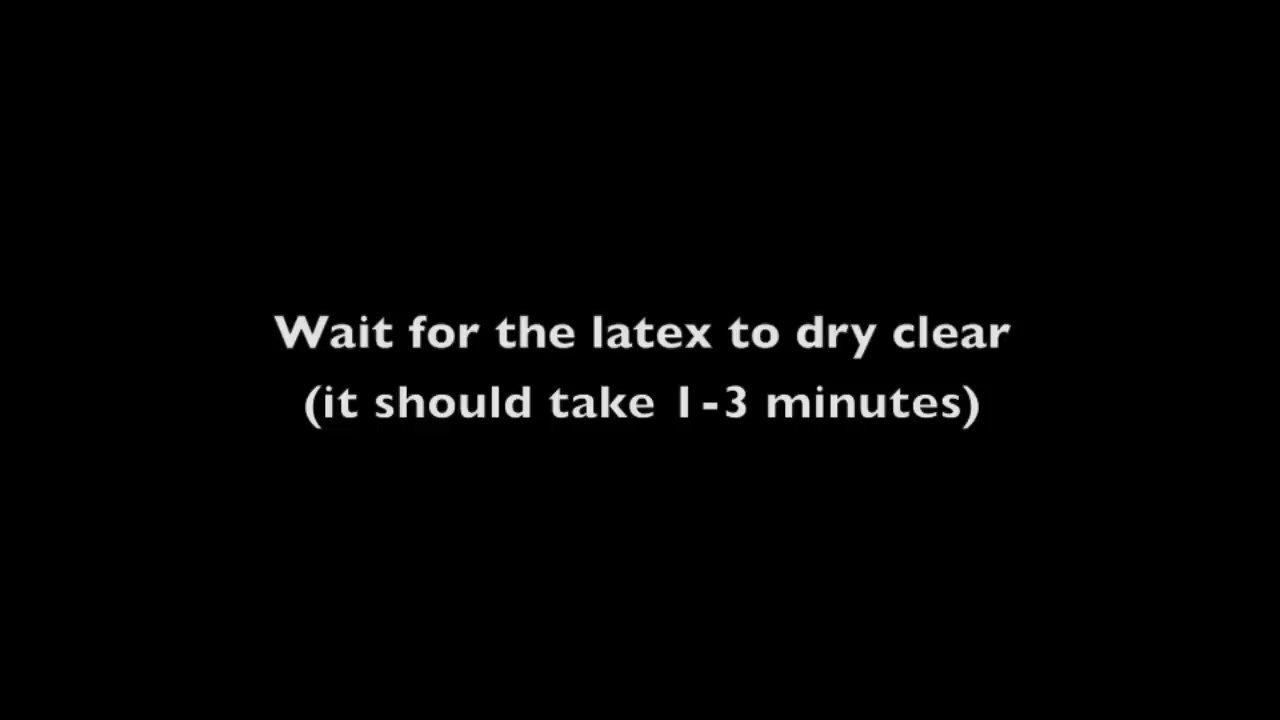 Wait for the latex to dry clear
(it should take 1-3 minutes)